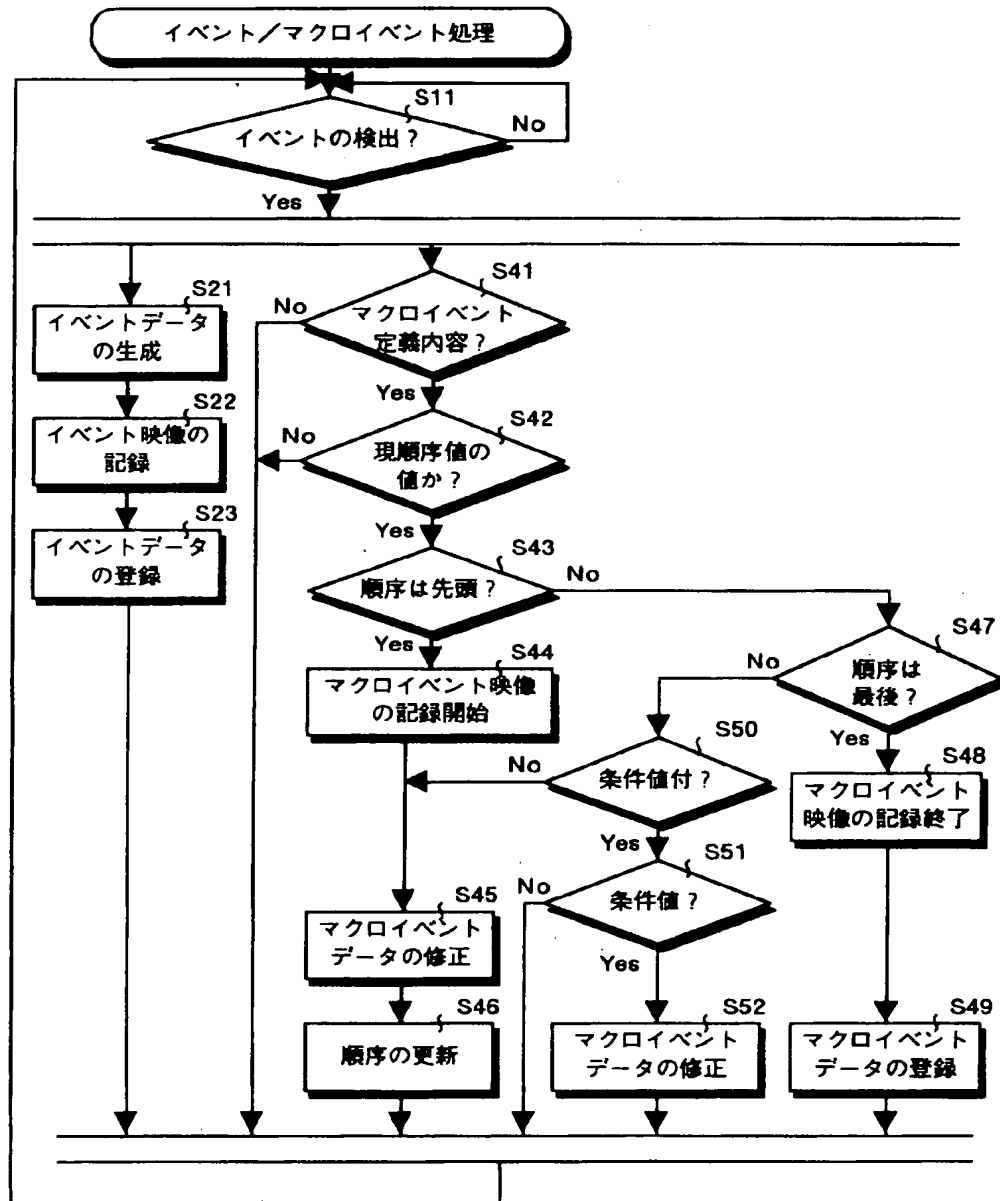 イベント／マクロイベント処理
S11
イベントの検出？
No
Yes
S21
イベントデータ
の生成
S22
イベント映像の
記録
S23
イベントデータ
の登録
S41
マクロイベント
定義内容？
No
Yes
S42
現順序値の
値か？
No
Yes
S43
順序は先頭？
No
Yes
S44
マクロイベント映像
の記録開始
S47
順序は
最後？
No
Yes
S50
条件値付？
No
Yes
S48
マクロイベント
映像の記録終了
S51
条件値？
No
Yes
S45
マクロイベント
データの修正
S46
順序の更新
S52
マクロイベント
データの修正
S49
マクロイベント
データの登録